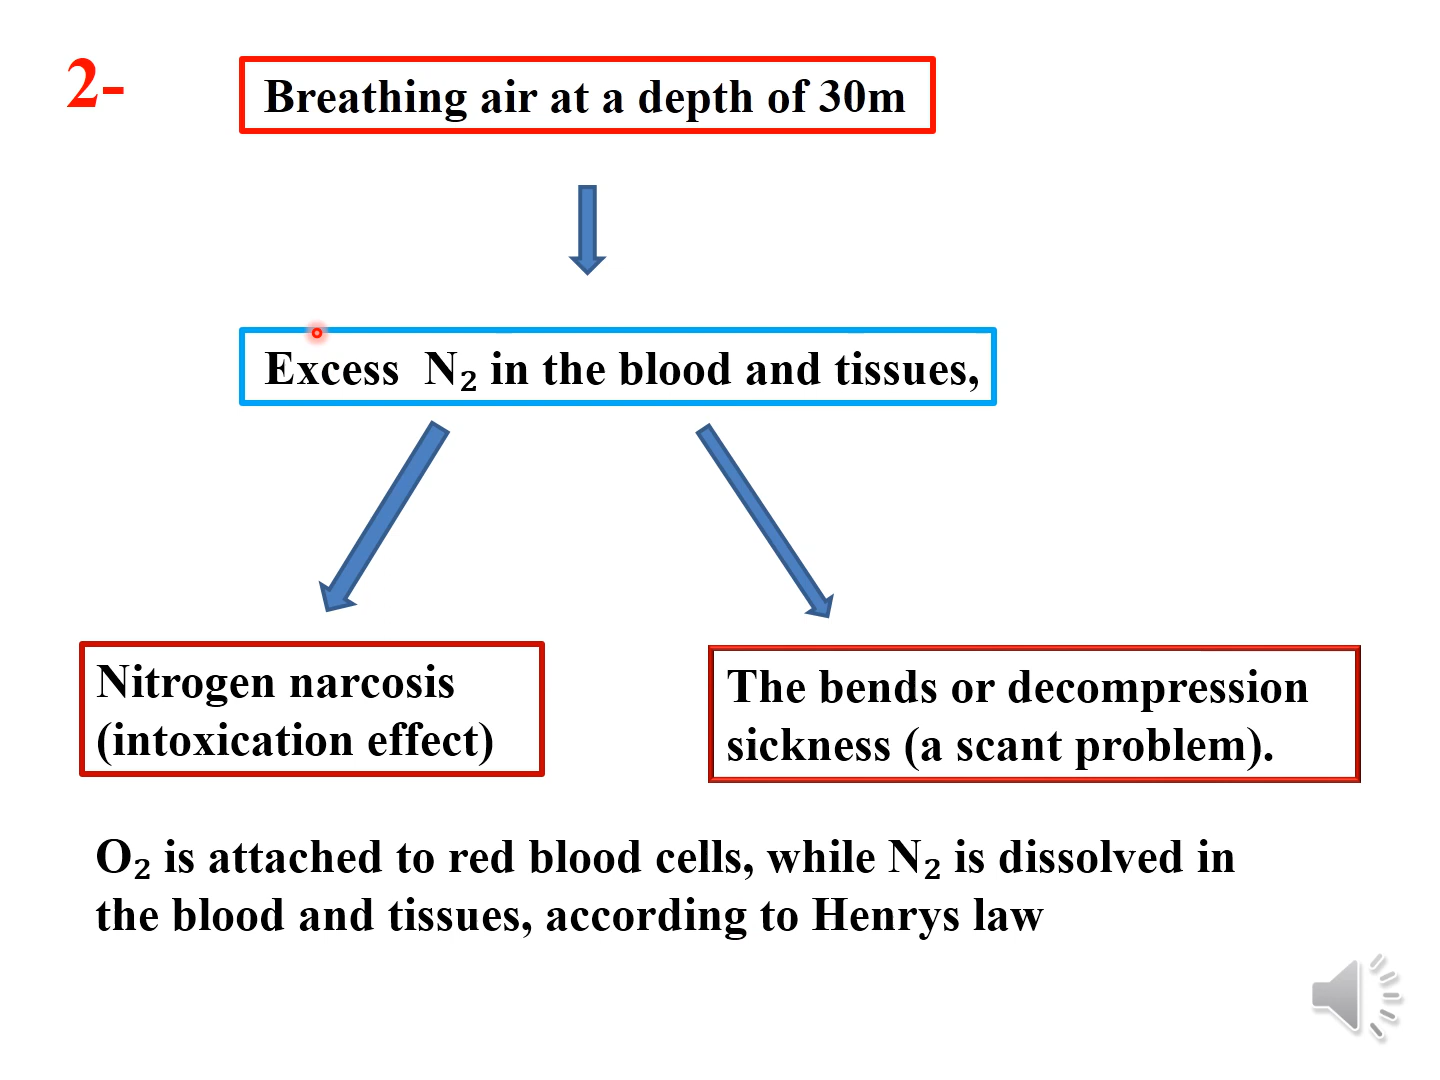 2-
Breathing air at a depth of 30m
Excess N₂ in the blood and tissues,
Nitrogen narcosis
(intoxication effect)
The bends or decompression
sickness (a scant problem).
O₂ is attached to red blood cells, while N₂ is dissolved in
the blood and tissues, according to Henrys law